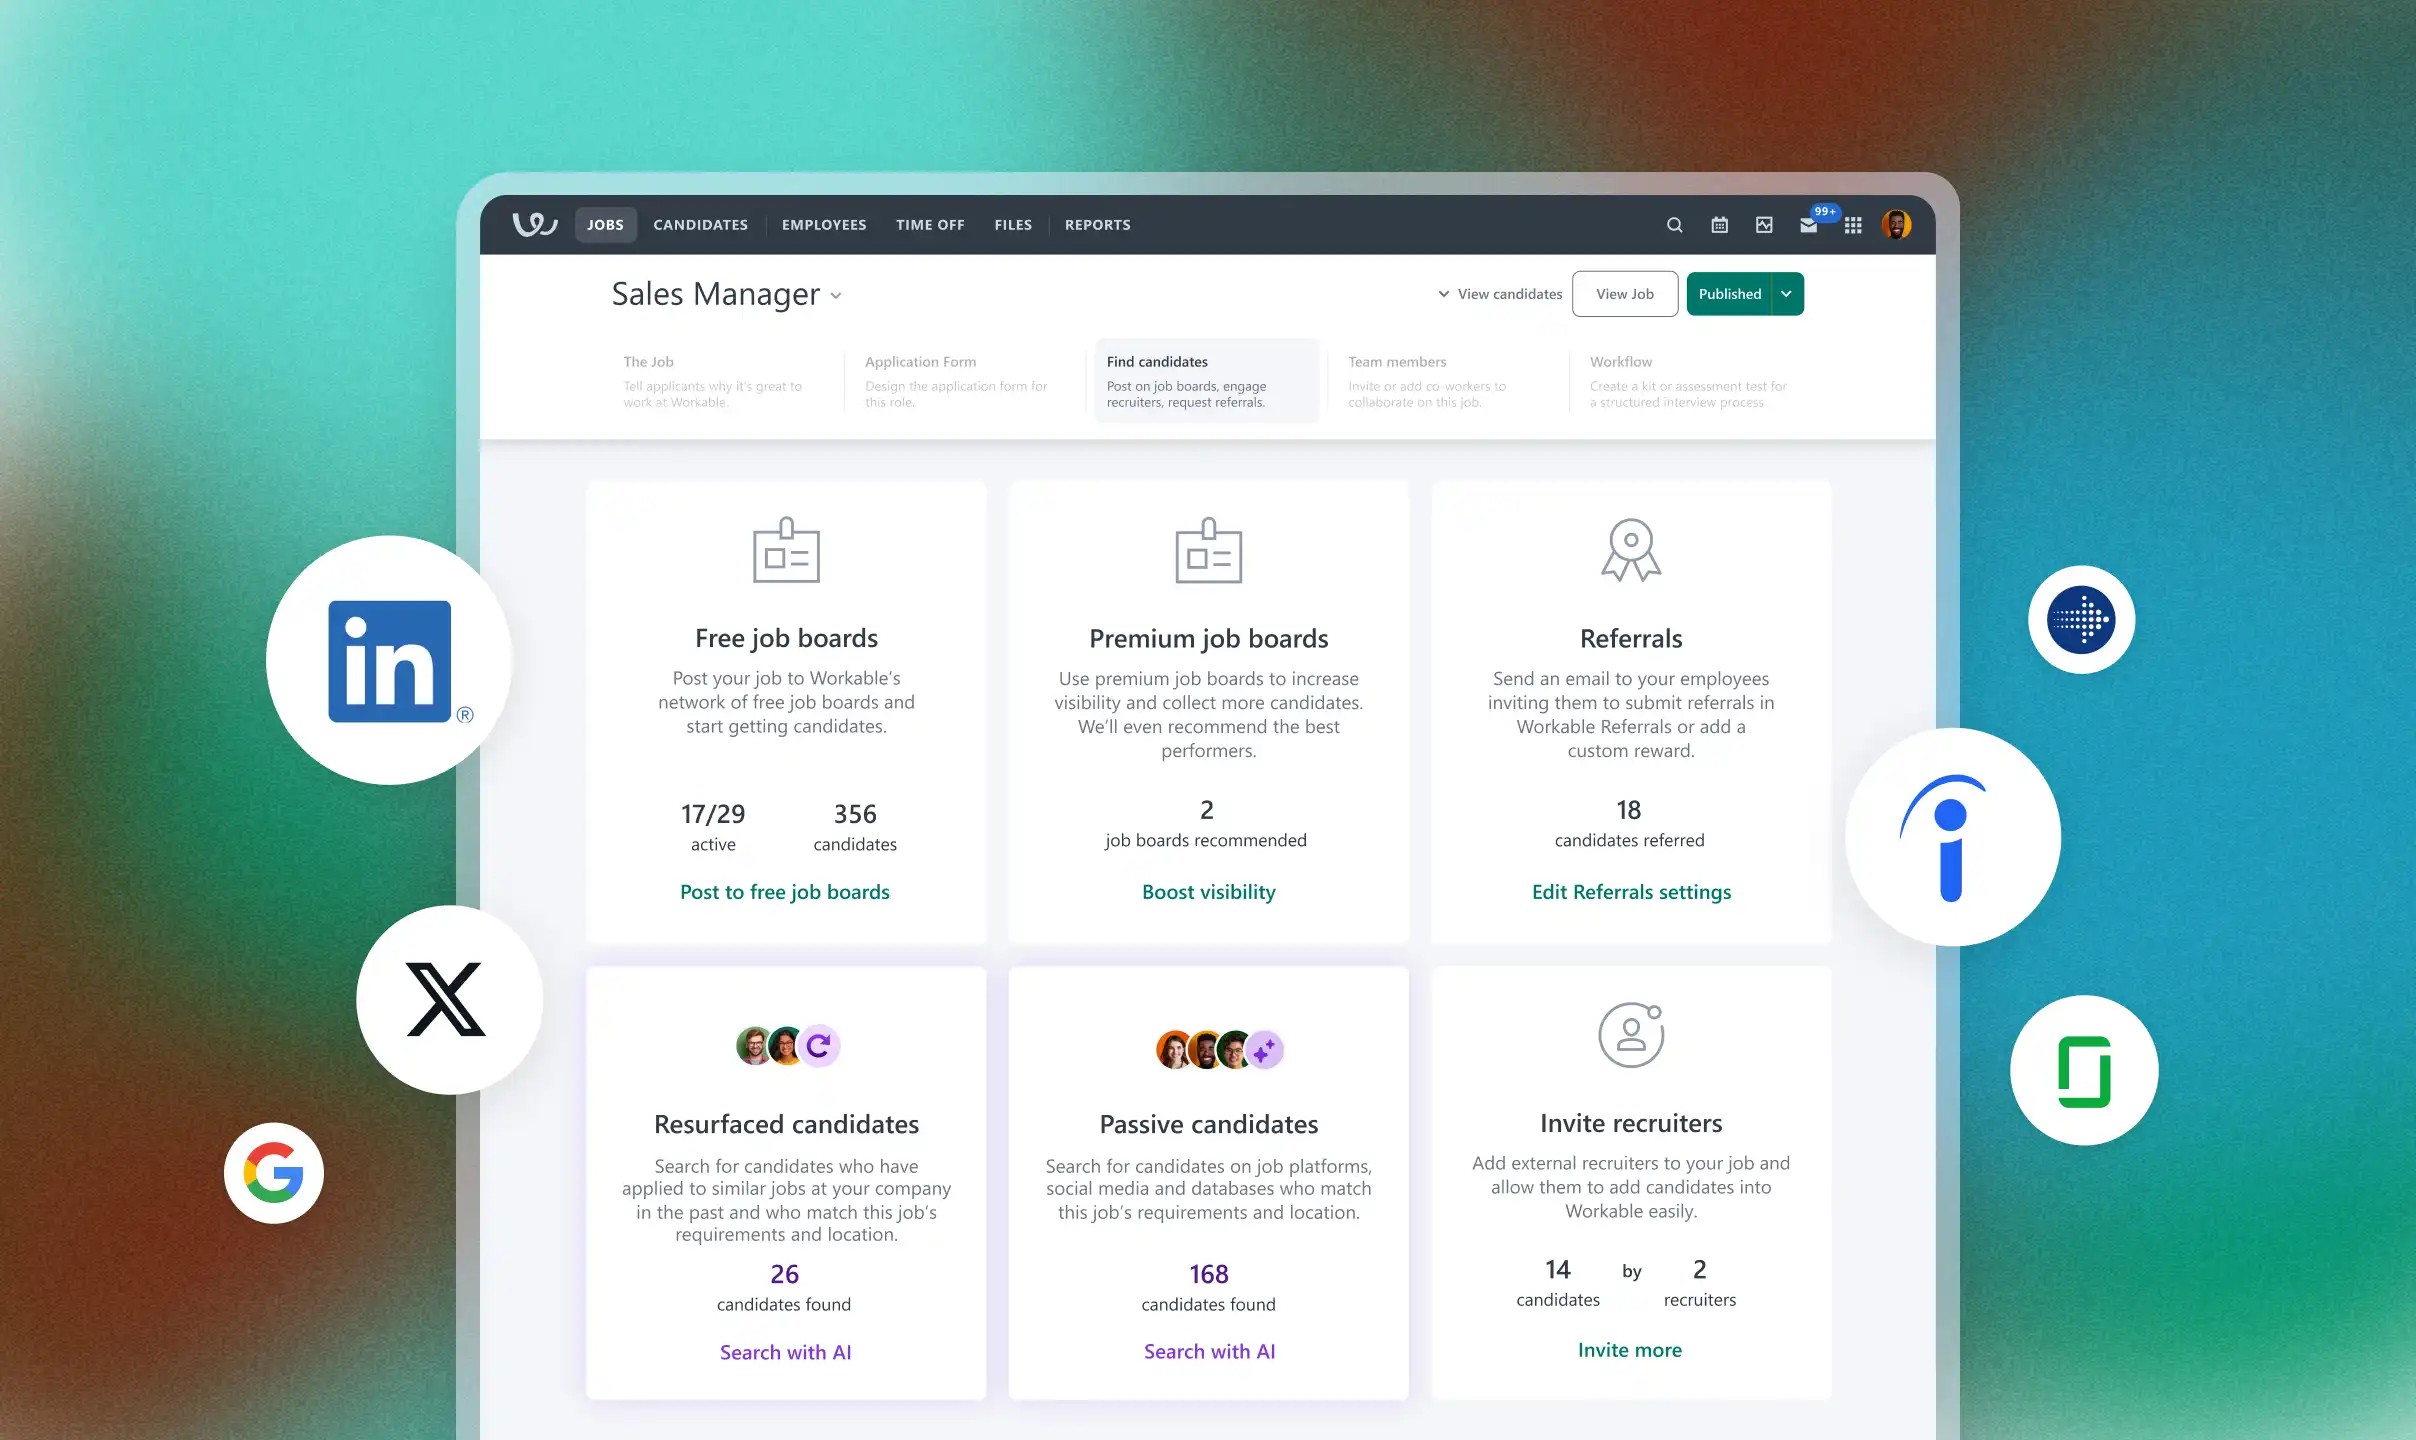 JOBS CANDIDATES EMPLOYEES TIME OFF FILES REPORTS 99+
Sales Manager View candidates View Job Published
The Job
Tell applicants why it's great to
work at Workable.
Application Form
Design the application form for
this role.
Find candidates
Post on job boards, engage
recruiters, request referrals.
Team members
Invite or add co-workers to
collaborate on this job.
Workflow
Create a kit or assessment test for
a structured interview process
in
®
X
G
Free job boards
Post your job to Workable’s
network of free job boards and
start getting candidates.
17/29 356
active candidates
Post to free job boards
Premium job boards
Use premium job boards to increase
visibility and collect more candidates.
We’ll even recommend the best
performers.
2
job boards recommended
Boost visibility
Referrals
Send an email to your employees
inviting them to submit referrals in
Workable Referrals or add a
custom reward.
18
candidates referred
Edit Referrals settings
i
Resurfaced candidates
Search for candidates who have
applied to similar jobs at your company
in the past and who match this job’s
requirements and location.
26
candidates found
Search with AI
Passive candidates
Search for candidates on job platforms,
social media and databases who match
this job’s requirements and location.
168
candidates found
Search with AI
Invite recruiters
Add external recruiters to your job and
allow them to add candidates into
Workable easily.
14 by 2
candidates recruiters
Invite more